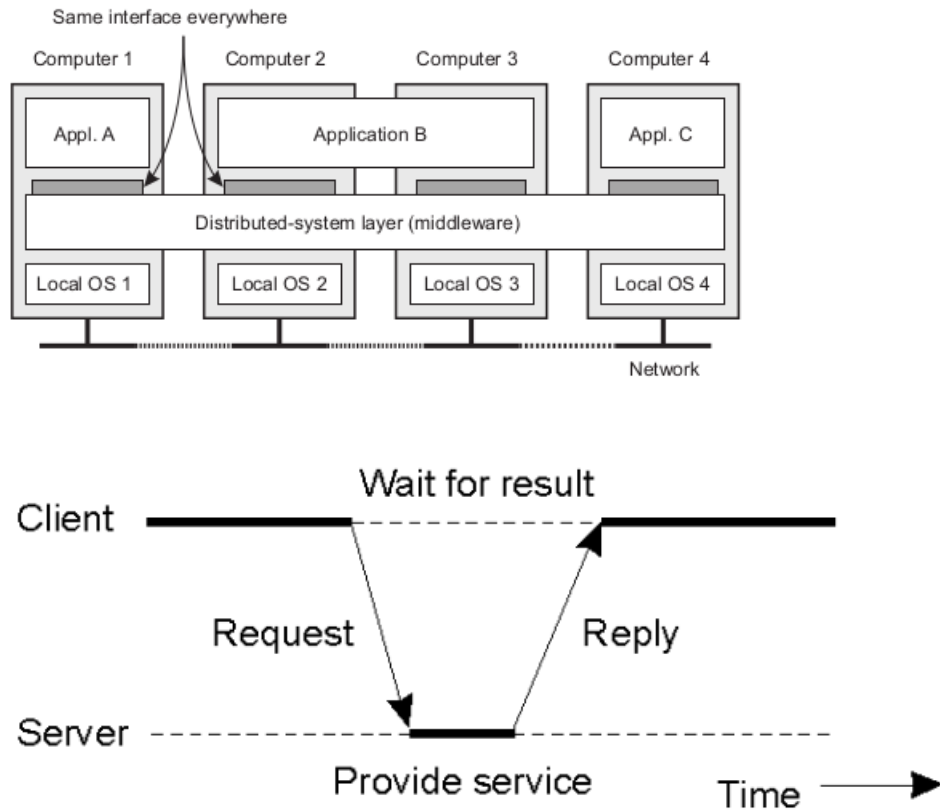 Same interface everywhere
Computer 1 Computer 2 Computer 3 Computer 4
Appl. A Application B Appl. C
Distributed-system layer (middleware)
Local OS 1 Local OS 2 Local OS 3 Local OS 4
Network
Wait for result
Client
Request Reply
Server
Provide service
Time